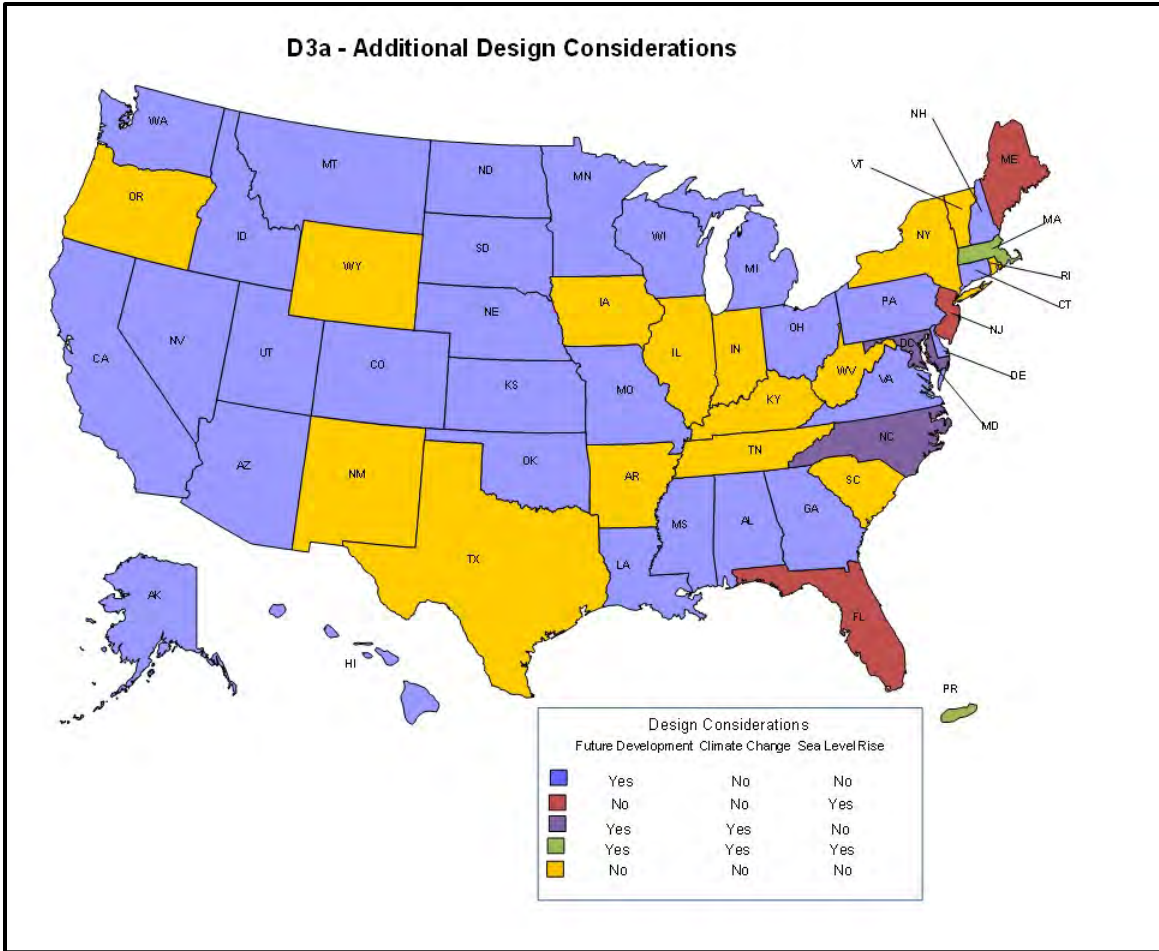 D3a - Additional Design Considerations
WA
MT
ND
MN
NH
VT
ME
OR
ID
SD
WI
MI
NY
MA
WY
RI
CT
IA
NE
PA
NJ
OH
IL
IN
CA
NV
UT
CO
DC
DE
WV
VA
KS
MO
KY
MD
NC
TN
AZ
NM
OK
AR
SC
MS
AL
GA
TX
LA
AK
FL
HI
PR
Design Considerations
Future Development Climate Change Sea Level Rise
Yes No No
No No Yes
Yes Yes No
Yes Yes Yes
No No No